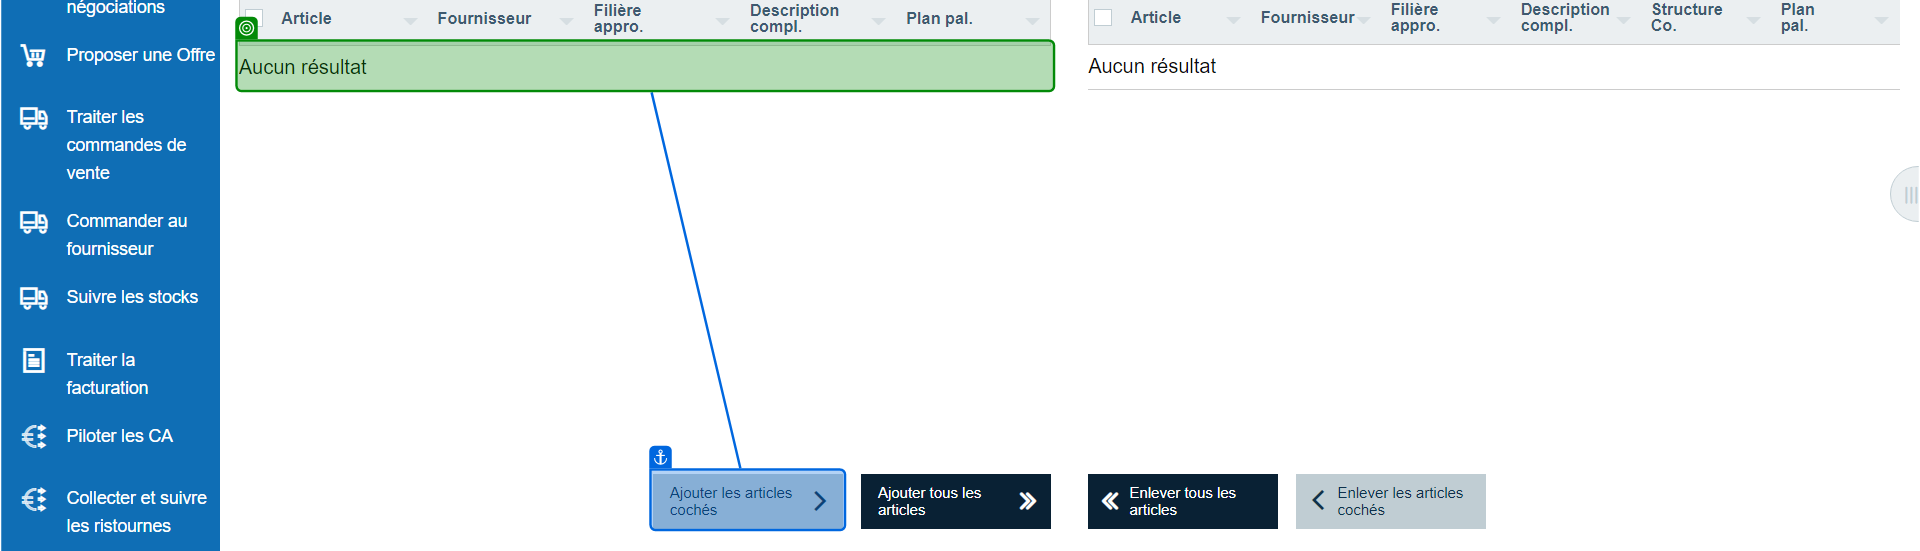 négociations
Proposer une Offre
Traiter les
commandes de
vente
Commander au
fournisseur
Suivre les stocks
Traiter la
facturation
Piloter les CA
Collecter et suivre
les ristournes
Article Fournisseur Filière appro. Description compl. Plan pal.
Aucun résultat
Article Fournisseur Filière appro. Description compl. Structure Co. Plan pal.
Aucun résultat
Ajouter les articles
cochés
Ajouter tous les
articles
Enlever tous les
articles
Enlever les articles
cochés